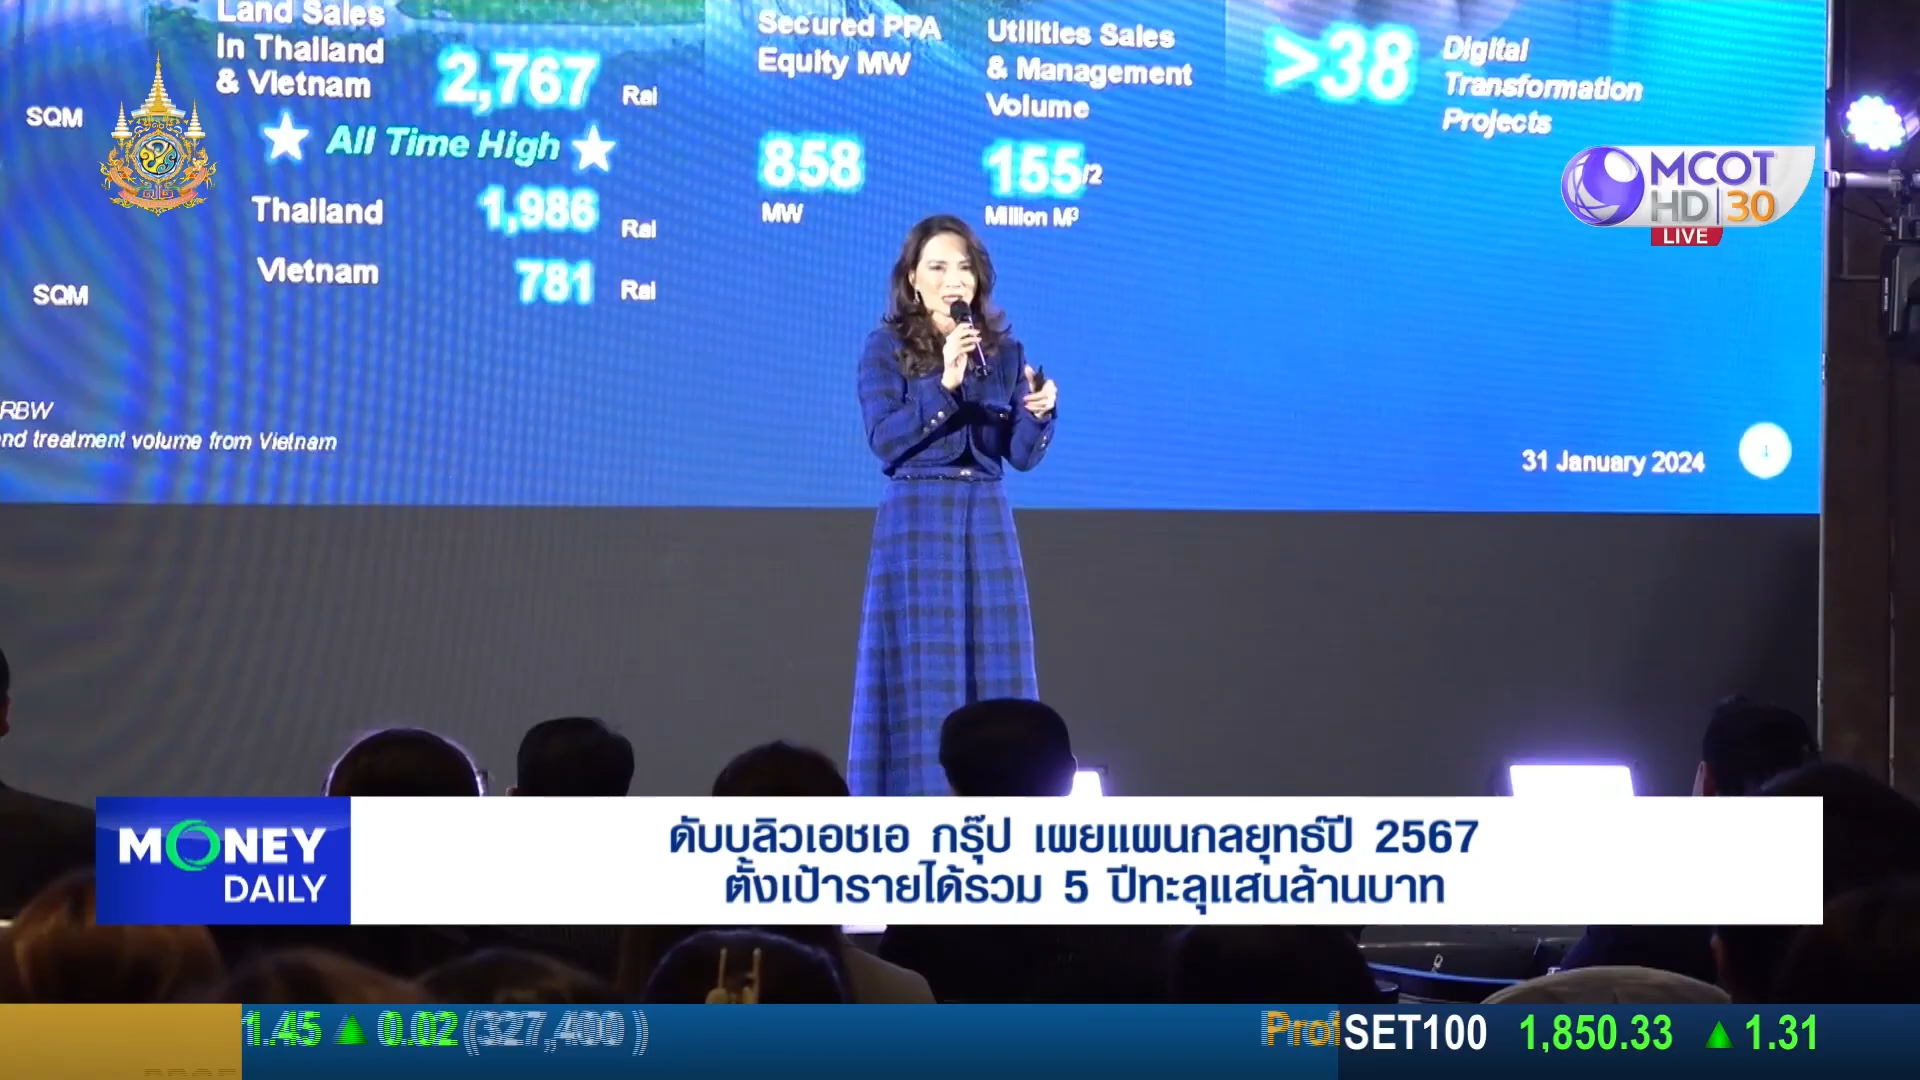 Land Sales
in Thailand
& Vietnam
2,767 Rai
SQM
All Time High
Thailand 1,986 Rai
Vietnam 781 Rai
SQM
Secured PPA
Equity MW
858
MW
Utilities Sales
& Management
Volume
155/2
Million M³
>38
Digital
Transformation
Projects
MCOT
HD 30
LIVE
RBW
nd treatment volume from Vietnam
31 January 2024
MONEY
DAILY
ดับบลิวเอชเอ กรุ๊ป เผยแผนกลยุทธ์ปี 2567
ตั้งเป้ารายได้รวม 5 ปีทะลุแสนล้านบาท
1.45 ▲ 0.02 (327,400 )
SET100 1,850.33 ▲ 1.31